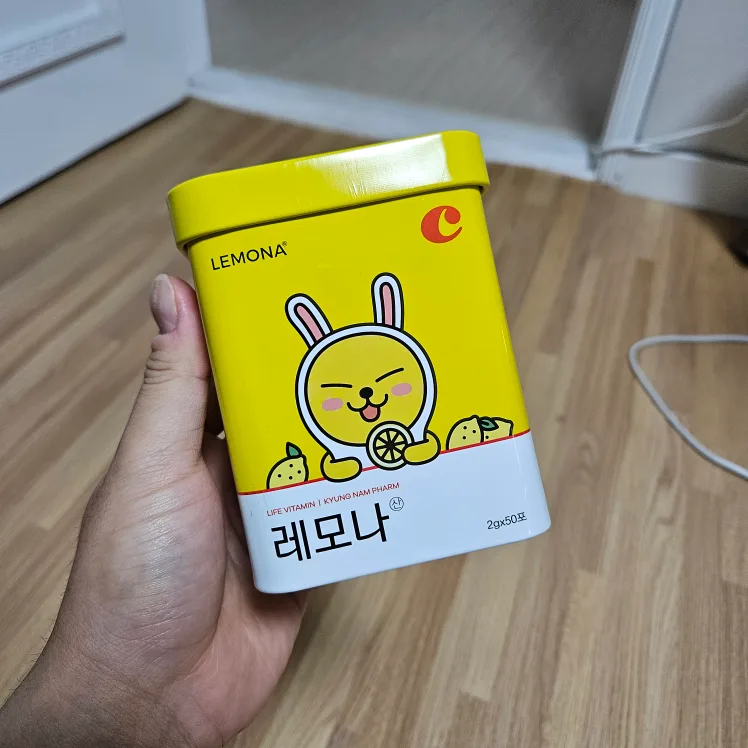 LEMONA®
C
LIFE VITAMIN | KYUNG NAM PHARM
레모나 산
2gx50포